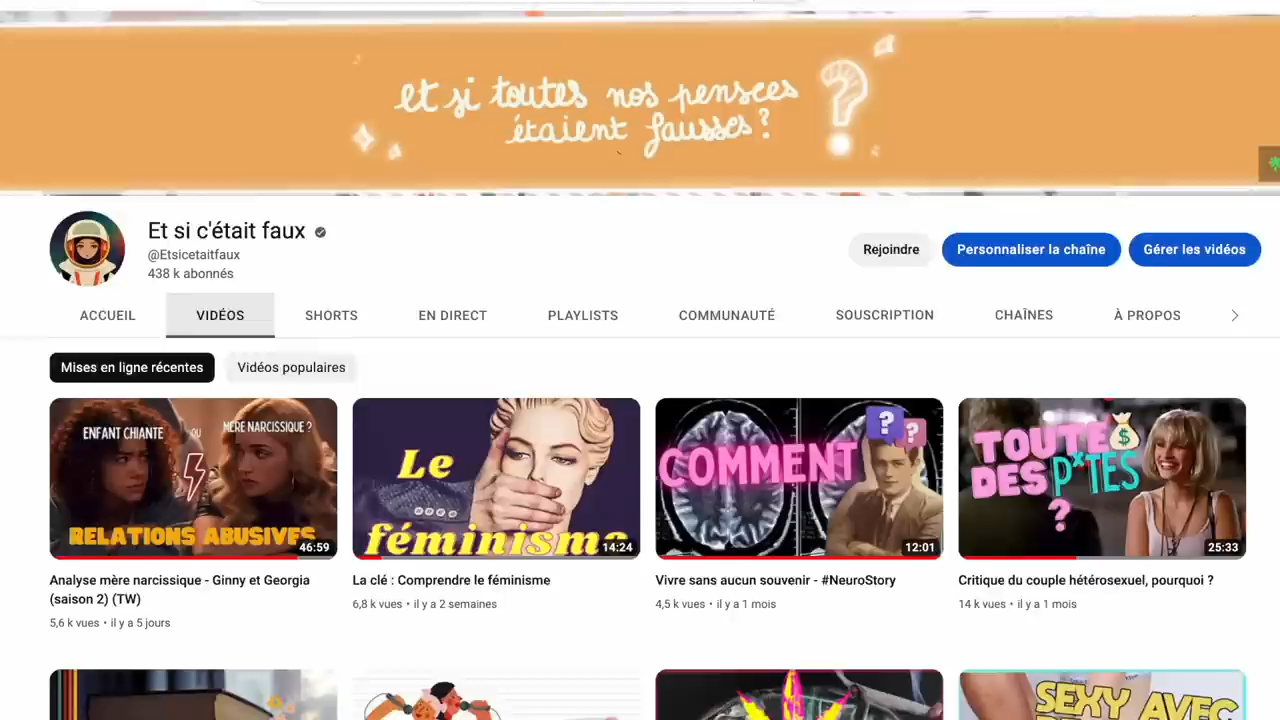 et si toutes nos pensées
étaient fausses ?
?
Et si c'était faux
@Etsicetaitfaux
438 k abonnés
Rejoindre
Personnaliser la chaîne
Gérer les vidéos
ACCUEIL
VIDÉOS
SHORTS
EN DIRECT
PLAYLISTS
COMMUNAUTÉ
SOUSCRIPTION
CHAÎNES
À PROPOS
Mises en ligne récentes
Vidéos populaires
ENFANT CHIANTE
OU
MÈRE NARCISSIQUE ?
RELATIONS ABUSIVES
46:59
Analyse mère narcissique - Ginny et Georgia
(saison 2) (TW)
5,6 k vues • il y a 5 jours
Le
féminisme
14:24
La clé : Comprendre le féminisme
6,8 k vues • il y a 2 semaines
COMMENT
? ?
12:01
Vivre sans aucun souvenir - #NeuroStory
4,5 k vues • il y a 1 mois
TOUTE$
DES P*TES
?
25:33
Critique du couple hétérosexuel, pourquoi ?
14 k vues • il y a 1 mois
SEXY AVEC